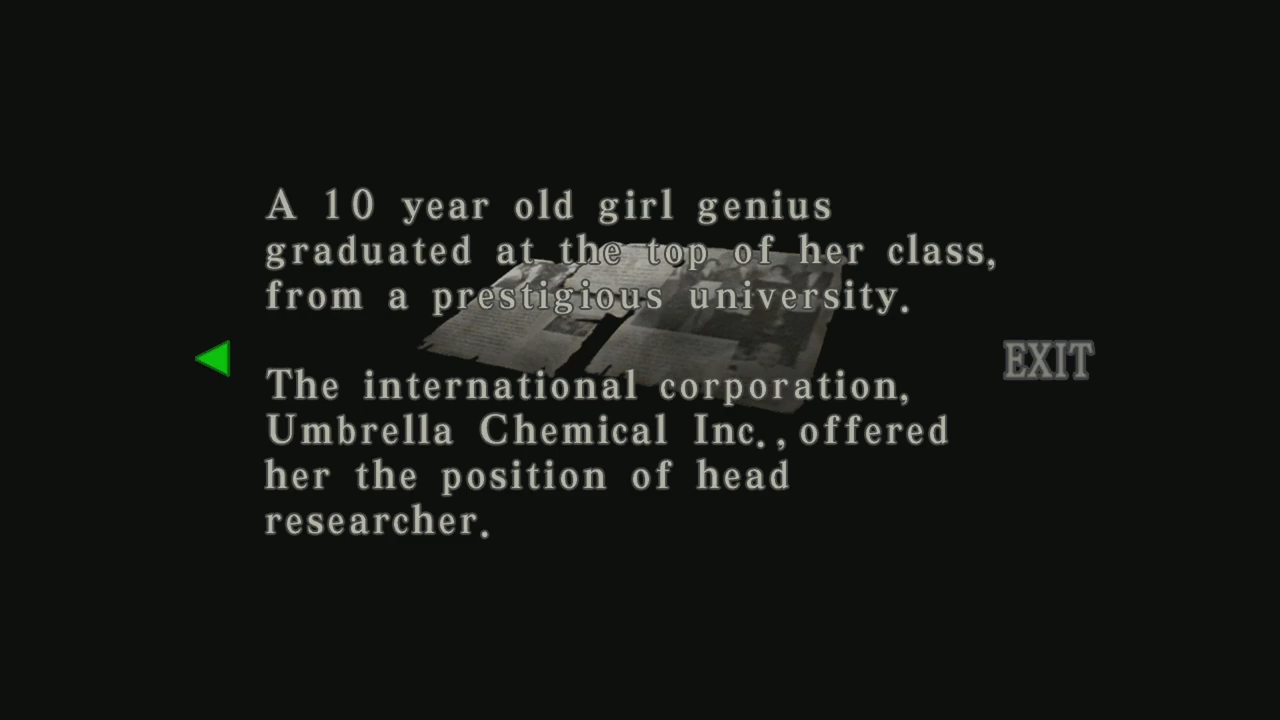 A 10 year old girl genius
graduated at the top of her class,
from a prestigious university.
The international corporation,
Umbrella Chemical Inc., offered
her the position of head
researcher.
EXIT